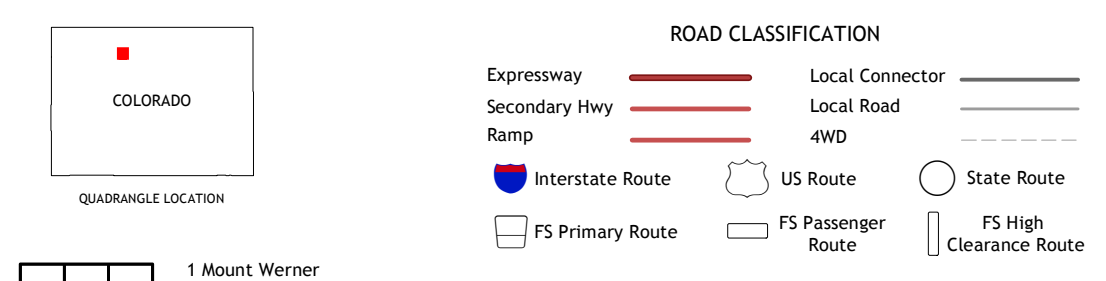 COLORADO
QUADRANGLE LOCATION
1 Mount Werner
ROAD CLASSIFICATION
Expressway
Local Connector
Secondary Hwy
Local Road
Ramp
4WD
Interstate Route
US Route
State Route
FS Primary Route
FS Passenger
Route
FS High
Clearance Route